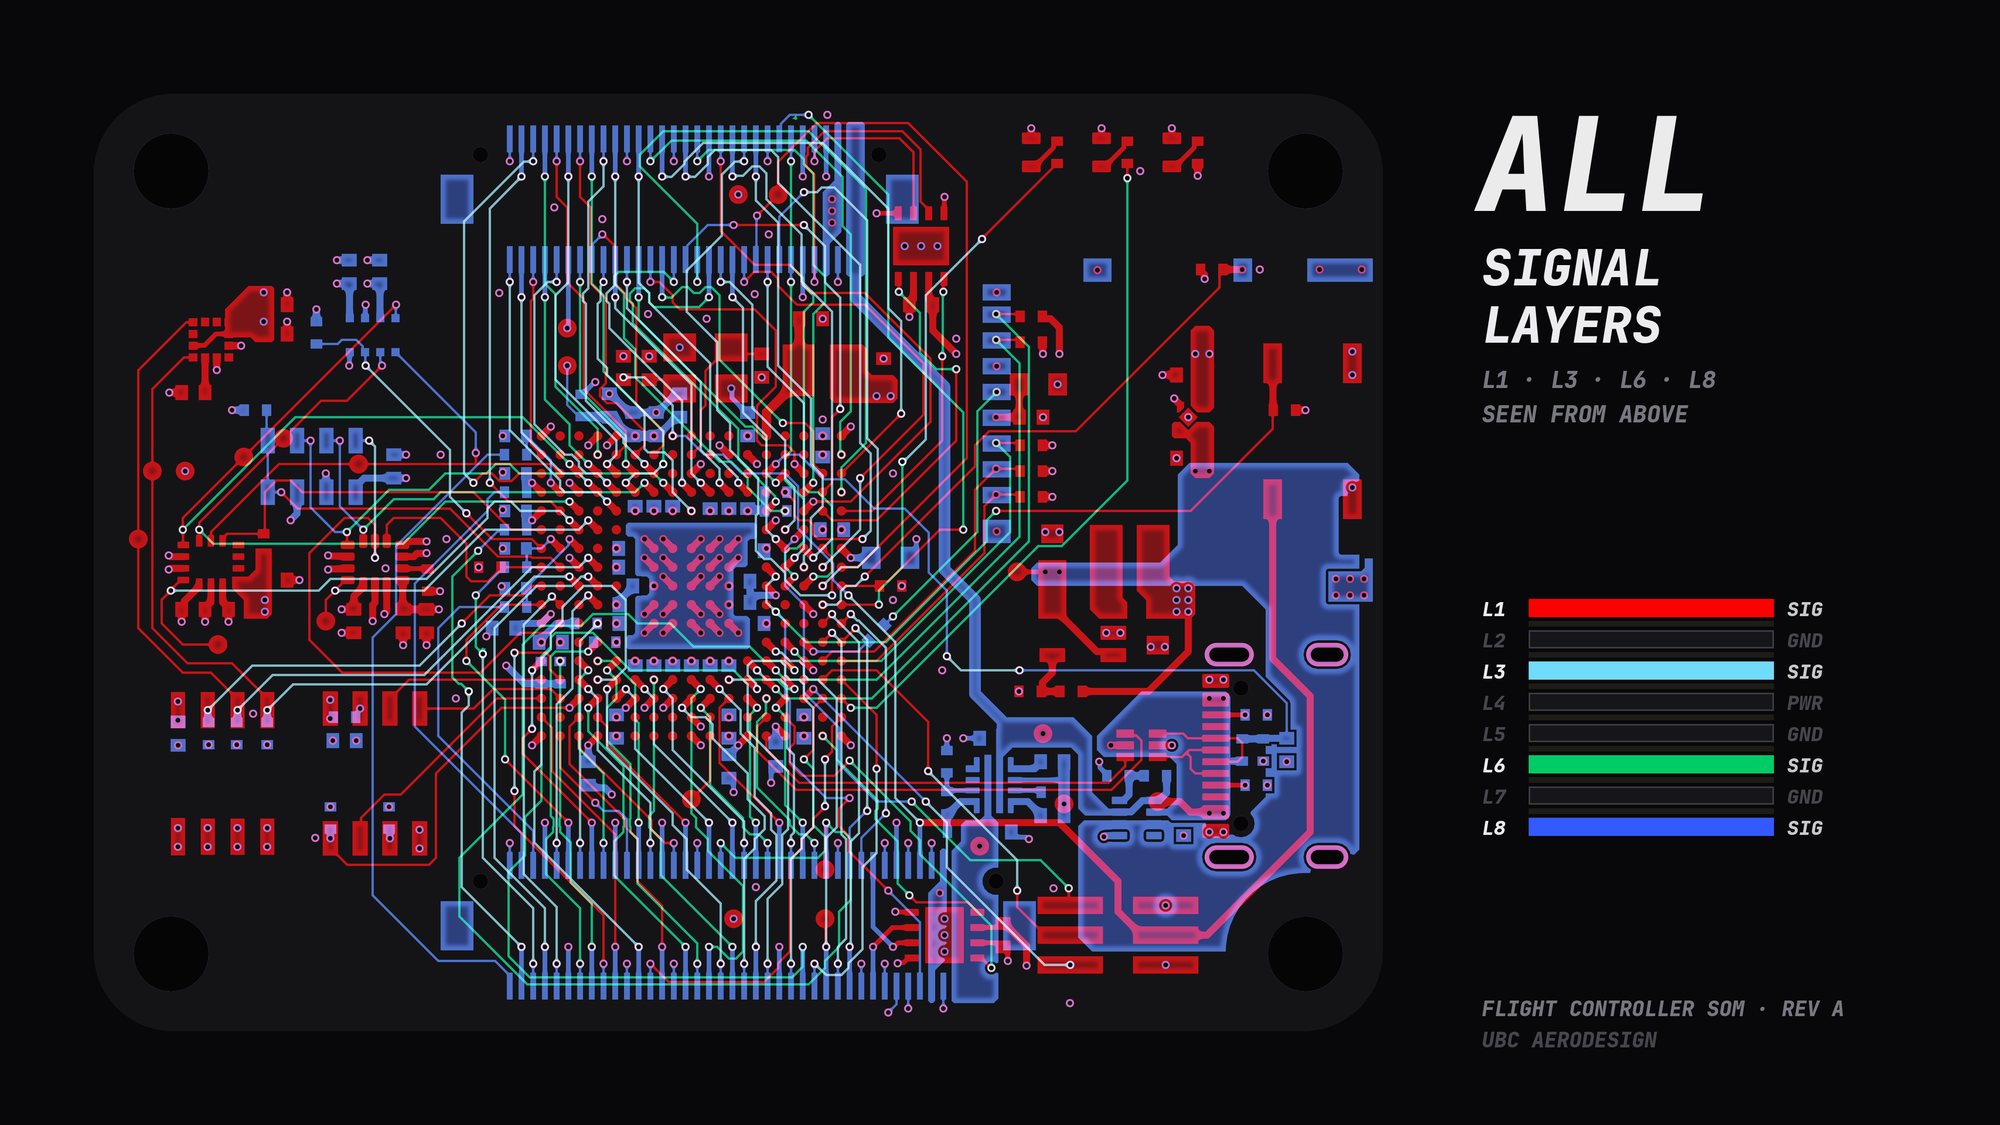 ALL
SIGNAL
LAYERS
L1 · L3 · L6 · L8
SEEN FROM ABOVE
L1 SIG
L2 GND
L3 SIG
L4 PWR
L5 GND
L6 SIG
L7 GND
L8 SIG
FLIGHT CONTROLLER SOM · REV A
UBC AERODESIGN